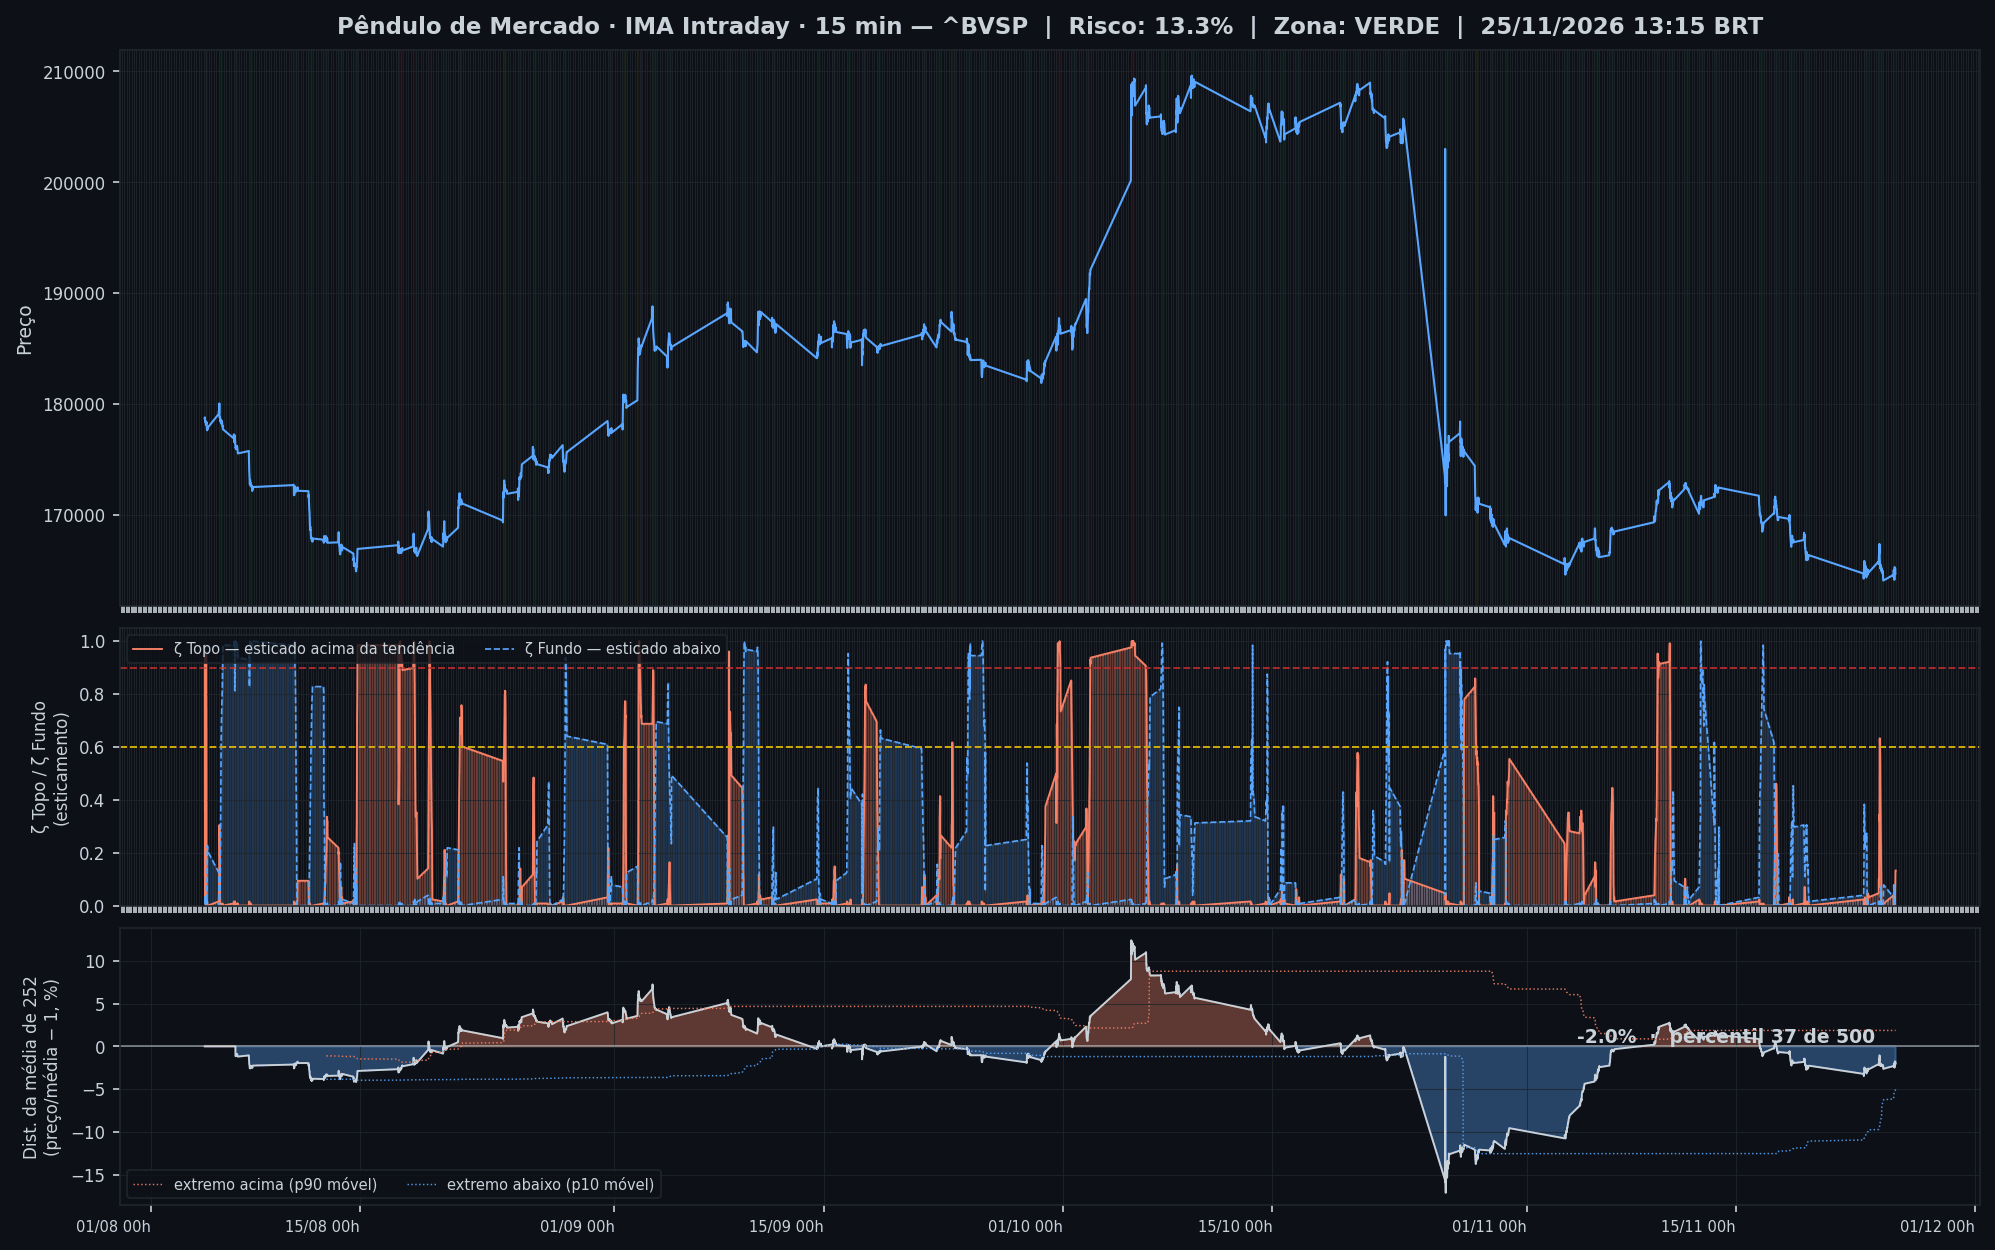 Pêndulo de Mercado · IMA Intraday · 15 min — ^BVSP | Risco: 13.3% | Zona: VERDE | 25/11/2026 13:15 BRT
210000
200000
190000
180000
170000
Preço
ζ Topo — esticado acima da tendência
ζ Fundo — esticado abaixo
1.0
0.8
0.6
0.4
0.2
0.0
ζ Topo / ζ Fundo
(esticamento)
10
5
0
−5
−10
−15
Dist. da média de 252
(preço/média − 1, %)
-2.0% percentil 37 de 500
extremo acima (p90 móvel)
extremo abaixo (p10 móvel)
01/08 00h
15/08 00h
01/09 00h
15/09 00h
01/10 00h
15/10 00h
01/11 00h
15/11 00h
01/12 00h